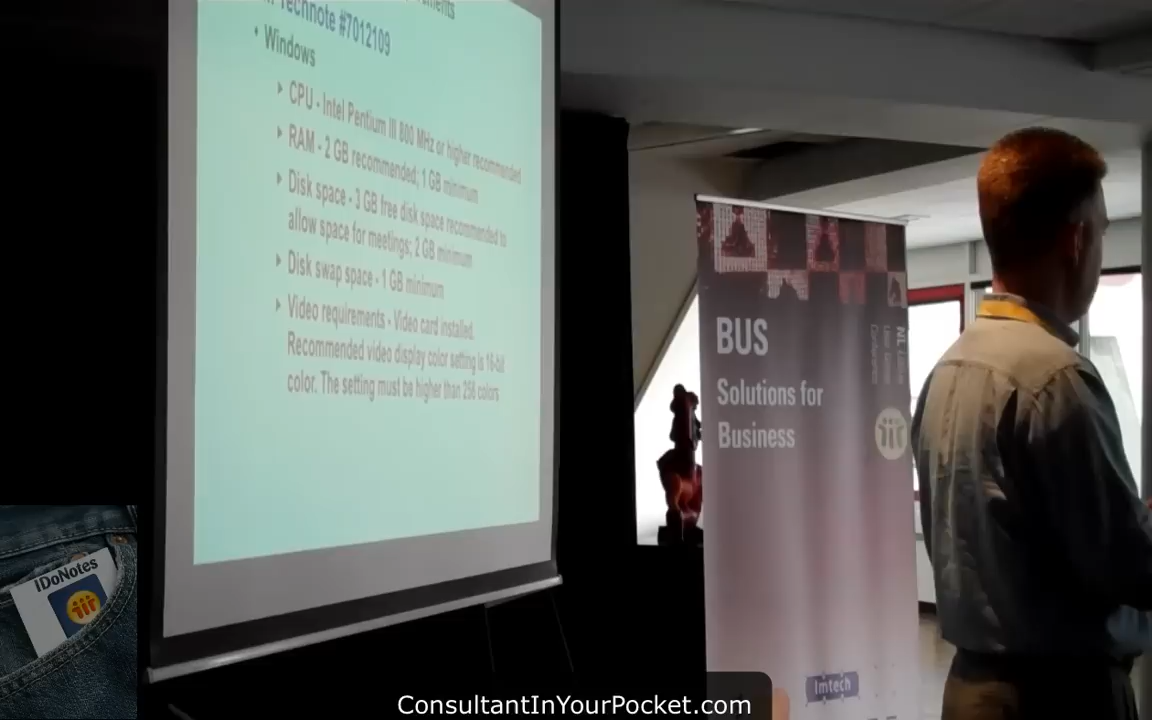 Technote #7012109
• Windows
CPU - Intel Pentium III 800 MHz or higher recommended
RAM - 2 GB recommended; 1 GB minimum
Disk space - 3 GB free disk space recommended to
allow space for meetings; 2 GB minimum
Disk swap space - 1 GB minimum
Video requirements - Video card installed.
Recommended video display color setting is 16-bit
color. The setting must be higher than 256 colors
BUS
Solutions for
Business
NL
User
Conference
Imtech
IDoNotes
ConsultantInYourPocket.com